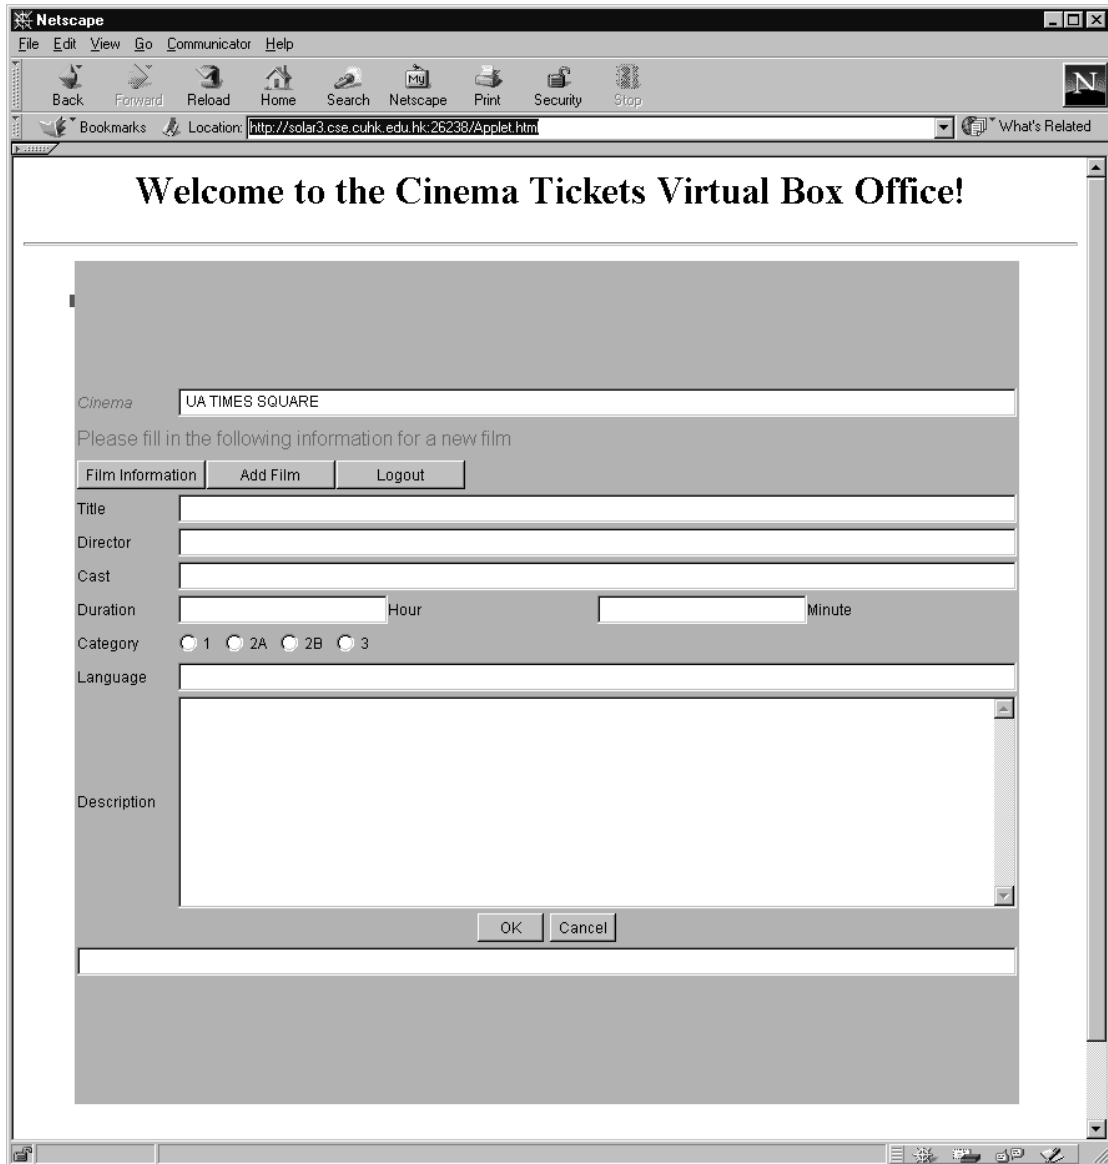 Netscape
File Edit View Go Communicator Help
Back Forward Reload Home Search Netscape Print Security Stop
My
N
Bookmarks Location: http://solar3.cse.cuhk.edu.hk:26238/Applet.htm What's Related
Welcome to the Cinema Tickets Virtual Box Office!
Cinema UA TIMES SQUARE
Please fill in the following information for a new film
Film Information Add Film Logout
Title
Director
Cast
Duration Hour Minute
Category 1 2A 2B 3
Language
Description
OK Cancel